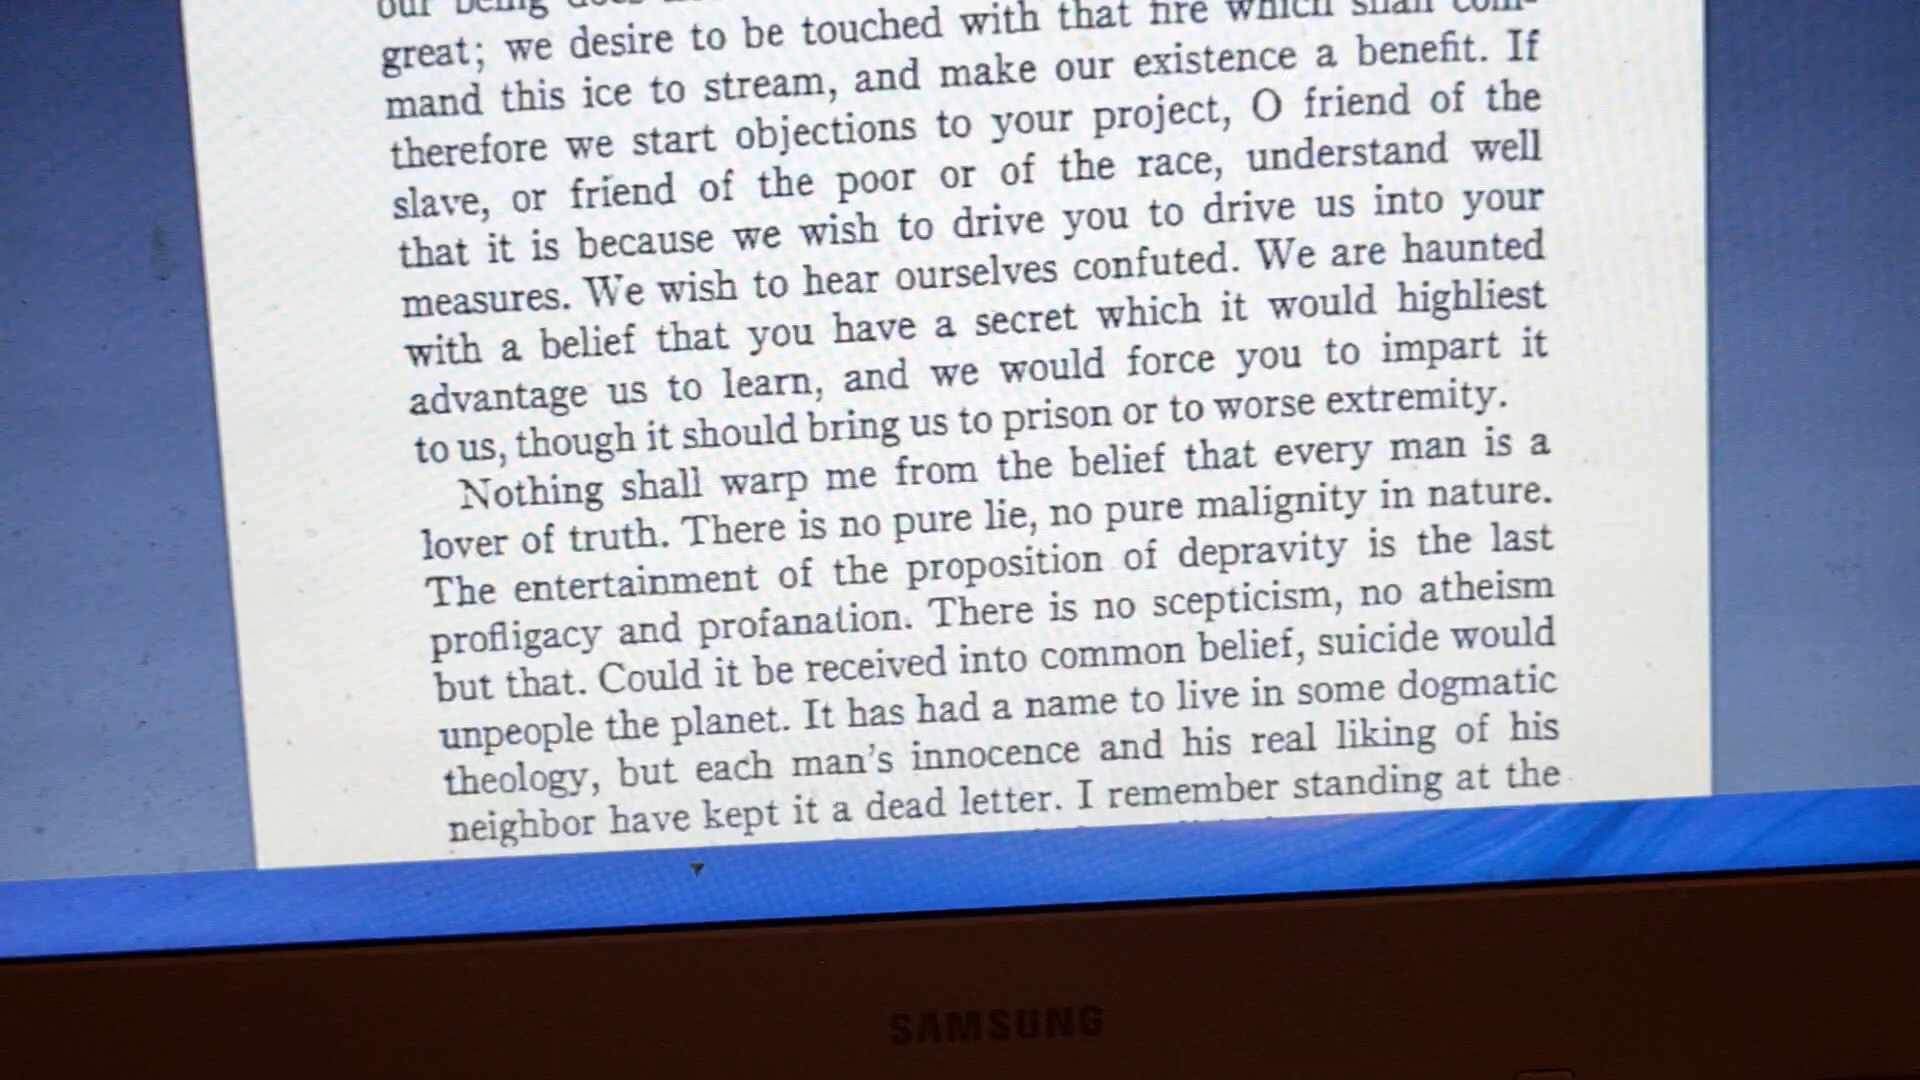 great; we desire to be touched with that fire which shall com-
mand this ice to stream, and make our existence a benefit. If
therefore we start objections to your project, O friend of the
slave, or friend of the poor or of the race, understand well
that it is because we wish to drive you to drive us into your
measures. We wish to hear ourselves confuted. We are haunted
with a belief that you have a secret which it would highliest
advantage us to learn, and we would force you to impart it
to us, though it should bring us to prison or to worse extremity.
Nothing shall warp me from the belief that every man is a
lover of truth. There is no pure lie, no pure malignity in nature.
The entertainment of the proposition of depravity is the last
profligacy and profanation. There is no scepticism, no atheism
but that. Could it be received into common belief, suicide would
unpeople the planet. It has had a name to live in some dogmatic
theology, but each man's innocence and his real liking of his
neighbor have kept it a dead letter. I remember standing at the
SAMSUNG